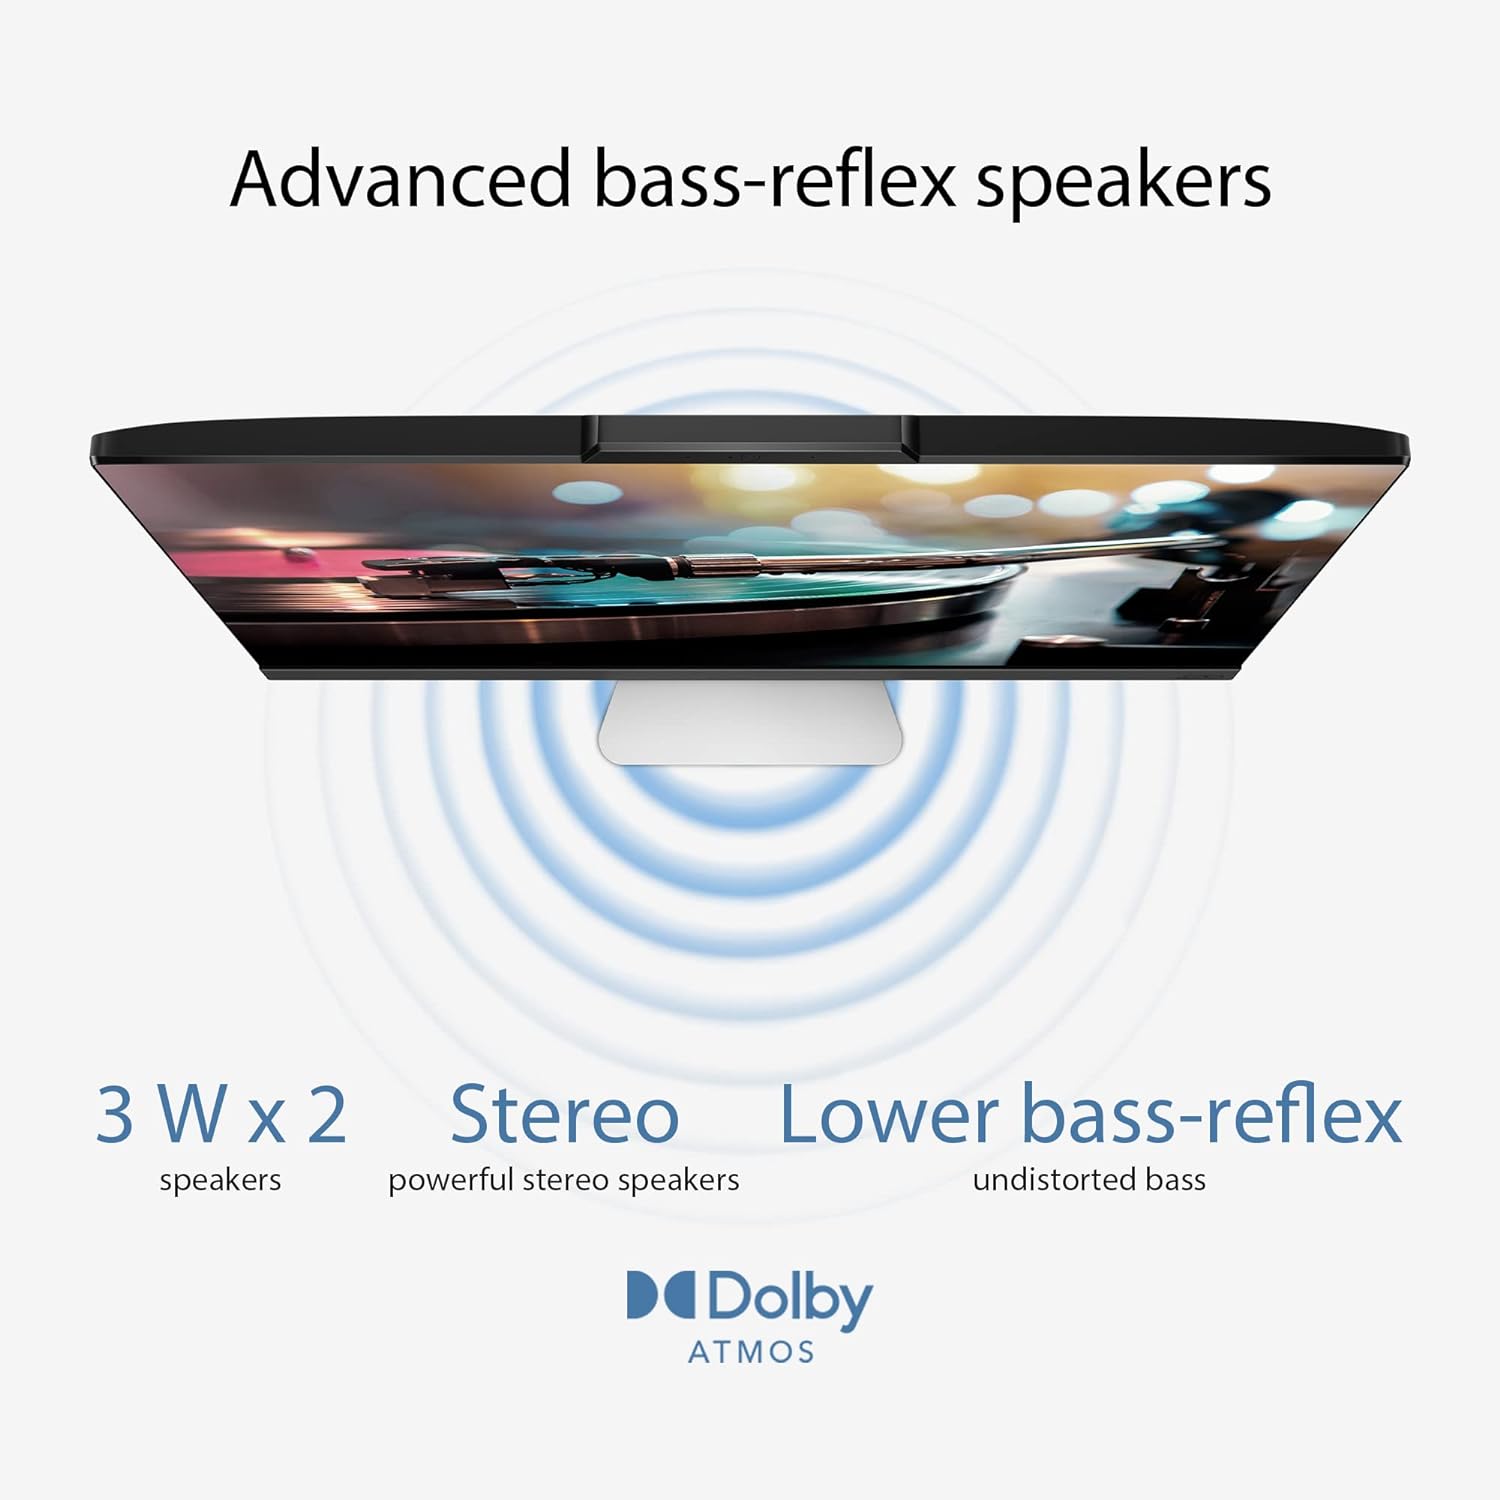 Advanced bass-reflex speakers
3 W x 2
speakers
Stereo
powerful stereo speakers
Lower bass-reflex
undistorted bass
Dolby
ATMOS